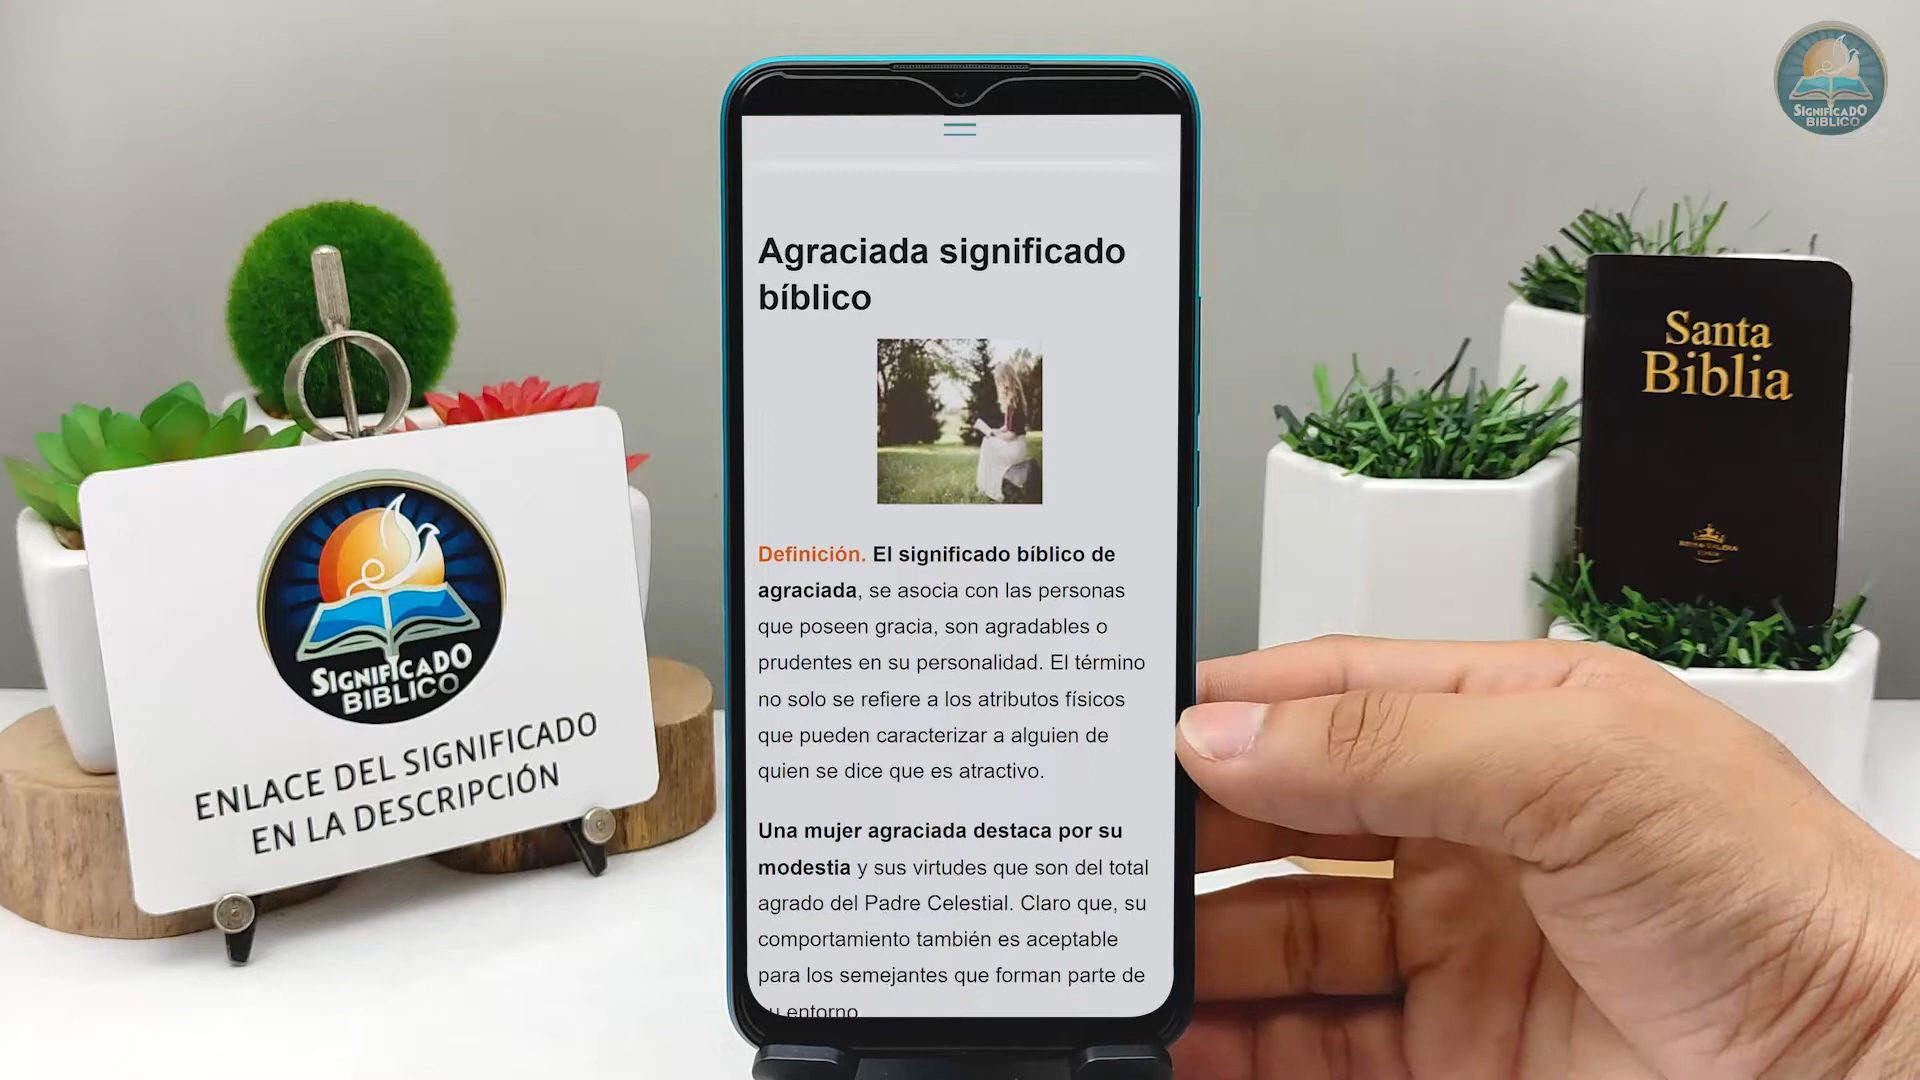 SIGNIFICADO
BIBLICO
Agraciada significado
bíblico
Definición. El significado bíblico de
agraciada, se asocia con las personas
que poseen gracia, son agradables o
prudentes en su personalidad. El término
no solo se refiere a los atributos físicos
que pueden caracterizar a alguien de
quien se dice que es atractivo.
Una mujer agraciada destaca por su
modestia y sus virtudes que son del total
agrado del Padre Celestial. Claro que, su
comportamiento también es aceptable
para los semejantes que forman parte de
entorno
SIGNIFICADO
BIBLICO
ENLACE DEL SIGNIFICADO
EN LA DESCRIPCIÓN
Santa
Biblia